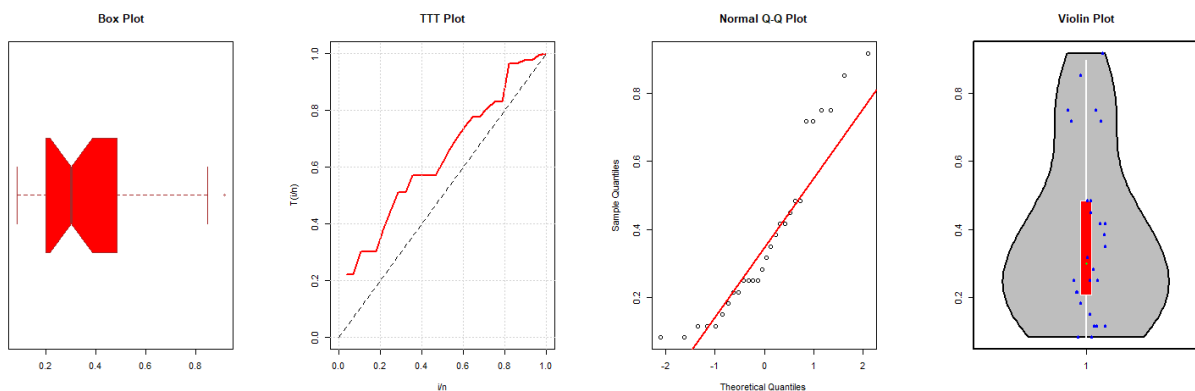 Box Plot
0.2 0.4 0.6 0.8
TTT Plot
T(i/n)
0.0 0.2 0.4 0.6 0.8 1.0
0.0 0.2 0.4 0.6 0.8 1.0
i/n
Normal Q-Q Plot
Sample Quantiles
0.2 0.4 0.6 0.8
-2 -1 0 1 2
Theoretical Quantiles
Violin Plot
0.2 0.4 0.6 0.8
1